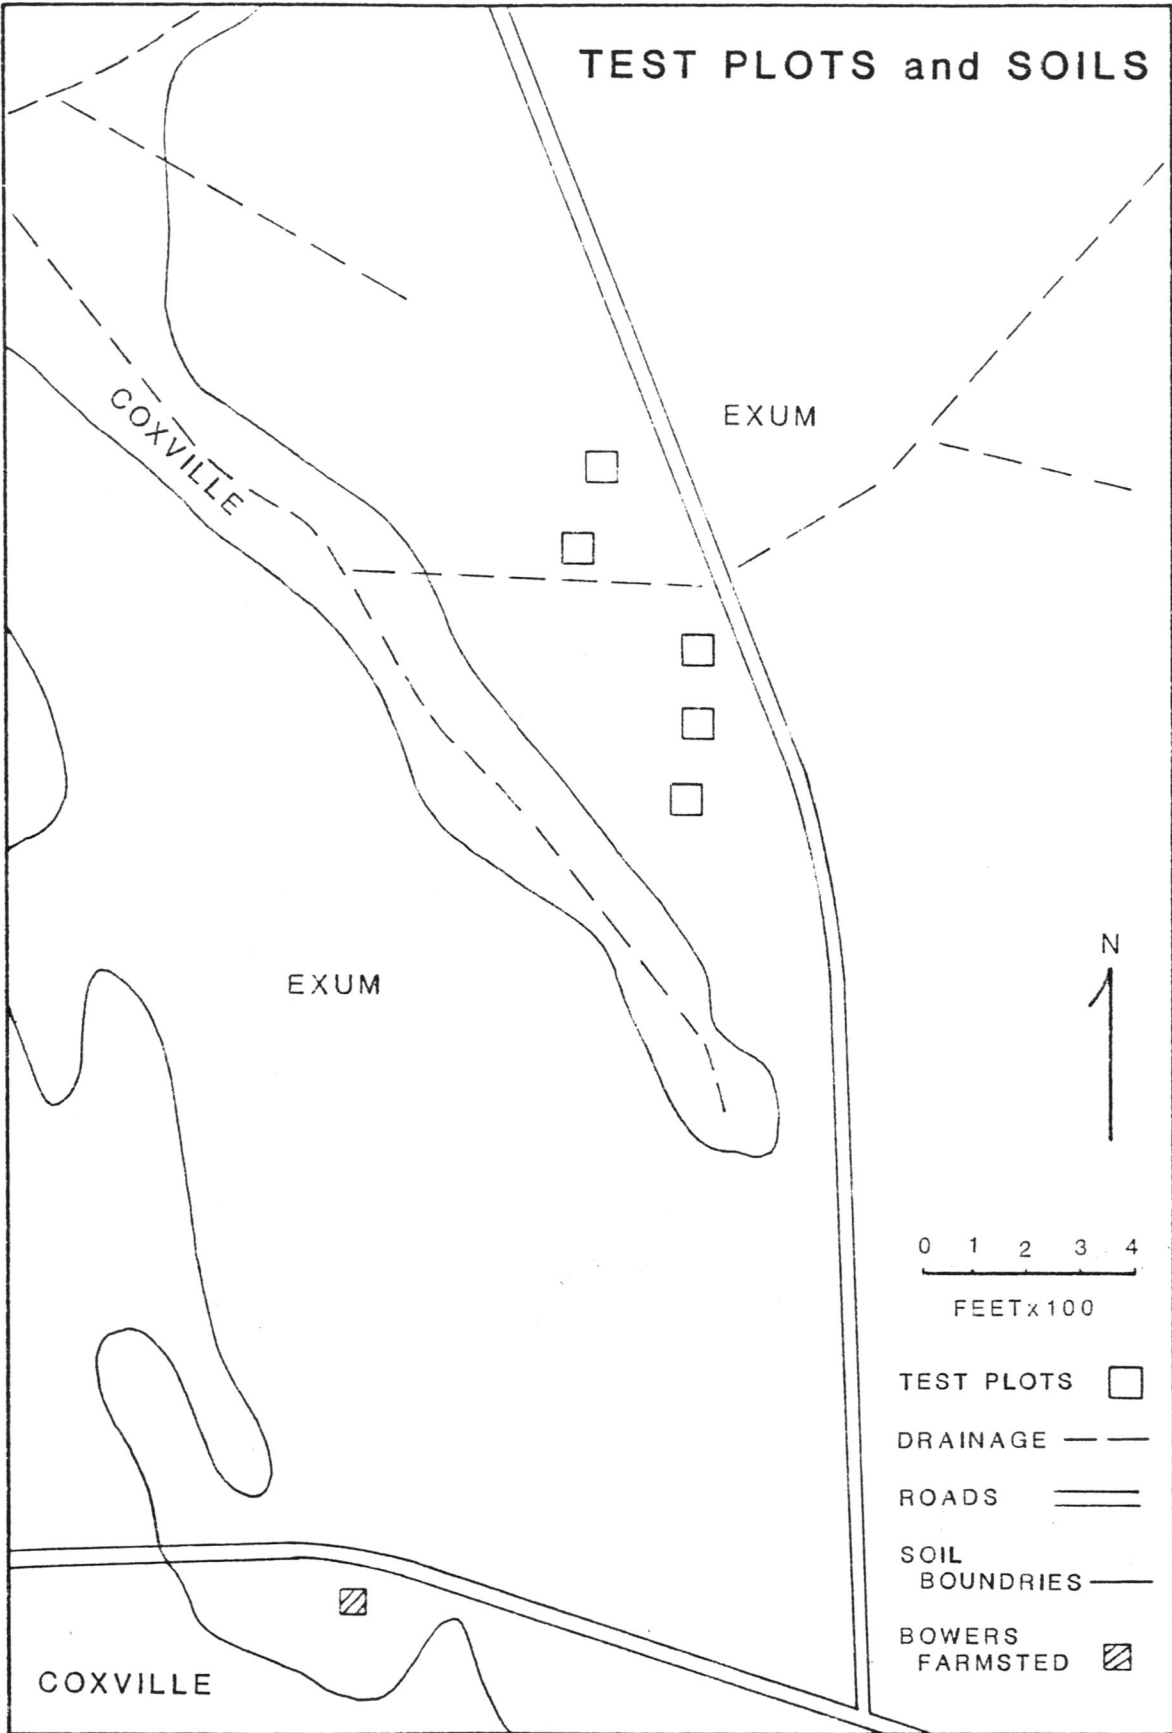 TEST PLOTS and SOILS
EXUM
COXVILLE
EXUM
N
0 1 2 3 4
FEETx100
TEST PLOTS
DRAINAGE
ROADS
SOIL
BOUNDRIES
BOWERS
FARMSTED
COXVILLE